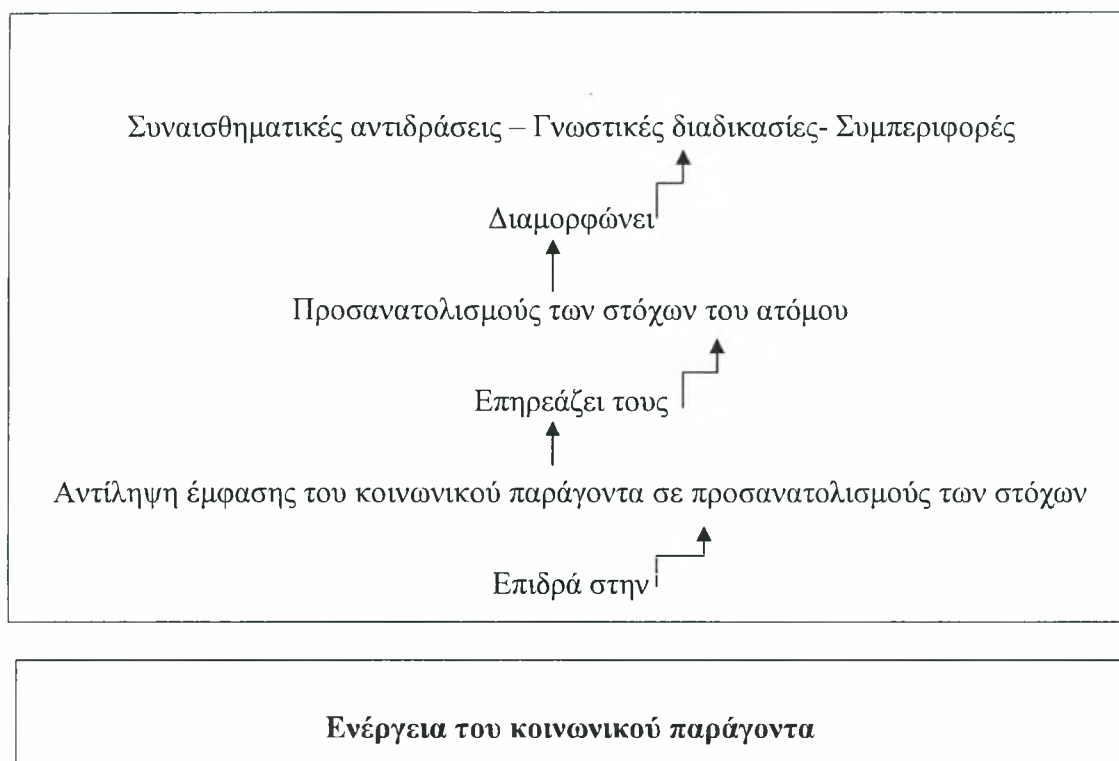 Συναισθηματικές αντιδράσεις – Γνωστικές διαδικασίες- Συμπεριφορές
Διαμορφώνει
Προσανατολισμούς των στόχων του ατόμου
Επηρεάζει τους
Αντίληψη έμφασης του κοινωνικού παράγοντα σε προσανατολισμούς των στόχων
Επιδρά στην
Ενέργεια του κοινωνικού παράγοντα